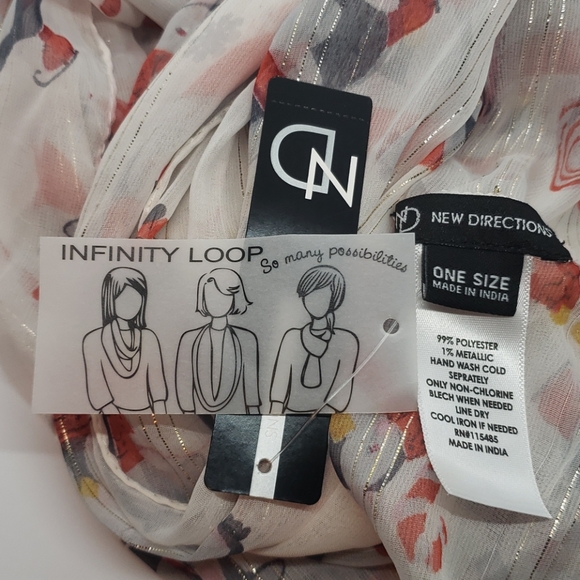 DN
INFINITY LOOP
So many possibilities
ND NEW DIRECTIONS
ONE SIZE
MADE IN INDIA
99% POLYESTER
1% METALLIC
HAND WASH COLD
SEPRATELY
ONLY NON-CHLORINE
BLECH WHEN NEEDED
LINE DRY
COOL IRON IF NEEDED
RN#115485
MADE IN INDIA